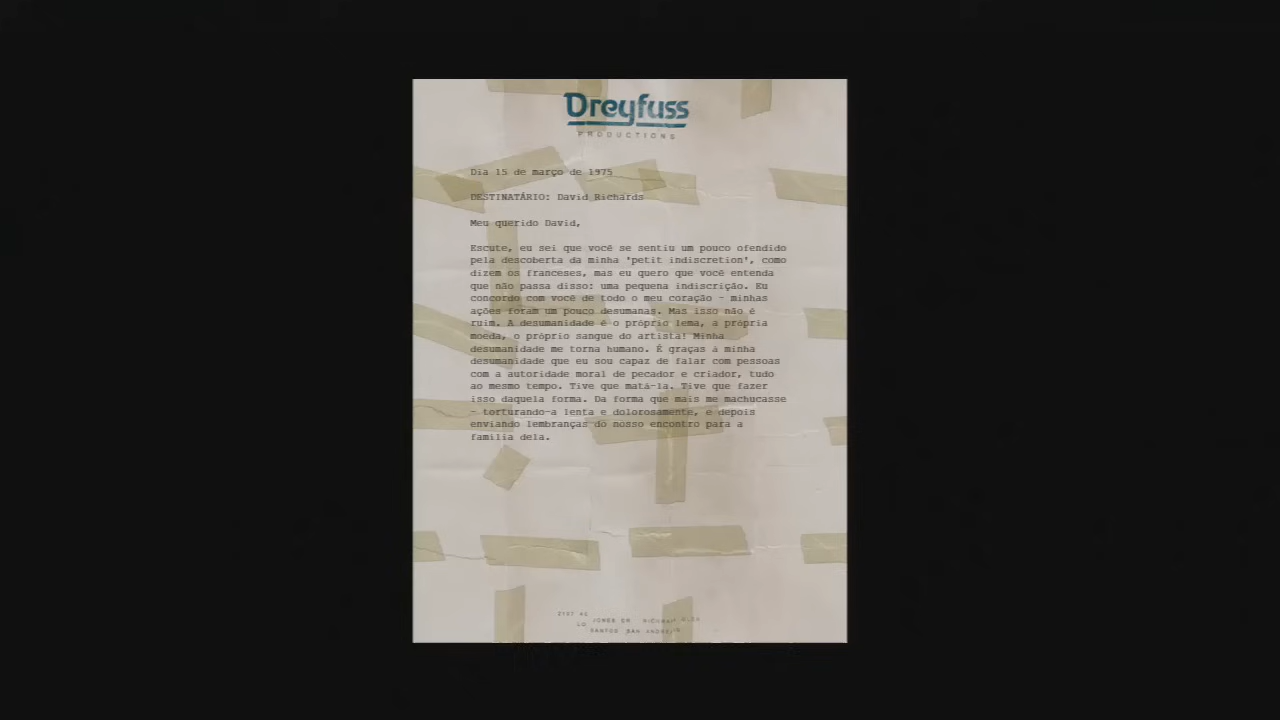 Dreyfuss
PRODUCTIONS
Dia 15 de março de 1975
DESTINATÁRIO: David Richards
Meu querido David,
Escute, eu sei que você se sentiu um pouco ofendido
pela descoberta da minha 'petit indiscretion', como
dizem os franceses, mas eu quero que você entenda
que não passa disso: uma pequena indiscrição. Eu
concordo com você de todo o meu coração - minhas
ações foram um pouco desumanas. Mas isso não é
ruim. A desumanidade é o próprio lema, a própria
moeda, o próprio sangue do artista! Minha
desumanidade me torna humano. É graças à minha
desumanidade que eu sou capaz de falar com pessoas
com a autoridade moral de pecador e criador, tudo
ao mesmo tempo. Tive que matá-la. Tive que fazer
isso daquela forma. Da forma que mais me machucasse
- torturando-a lenta e dolorosamente, e depois
enviando lembranças do nosso encontro para a
família dela.
SANTOS SAN